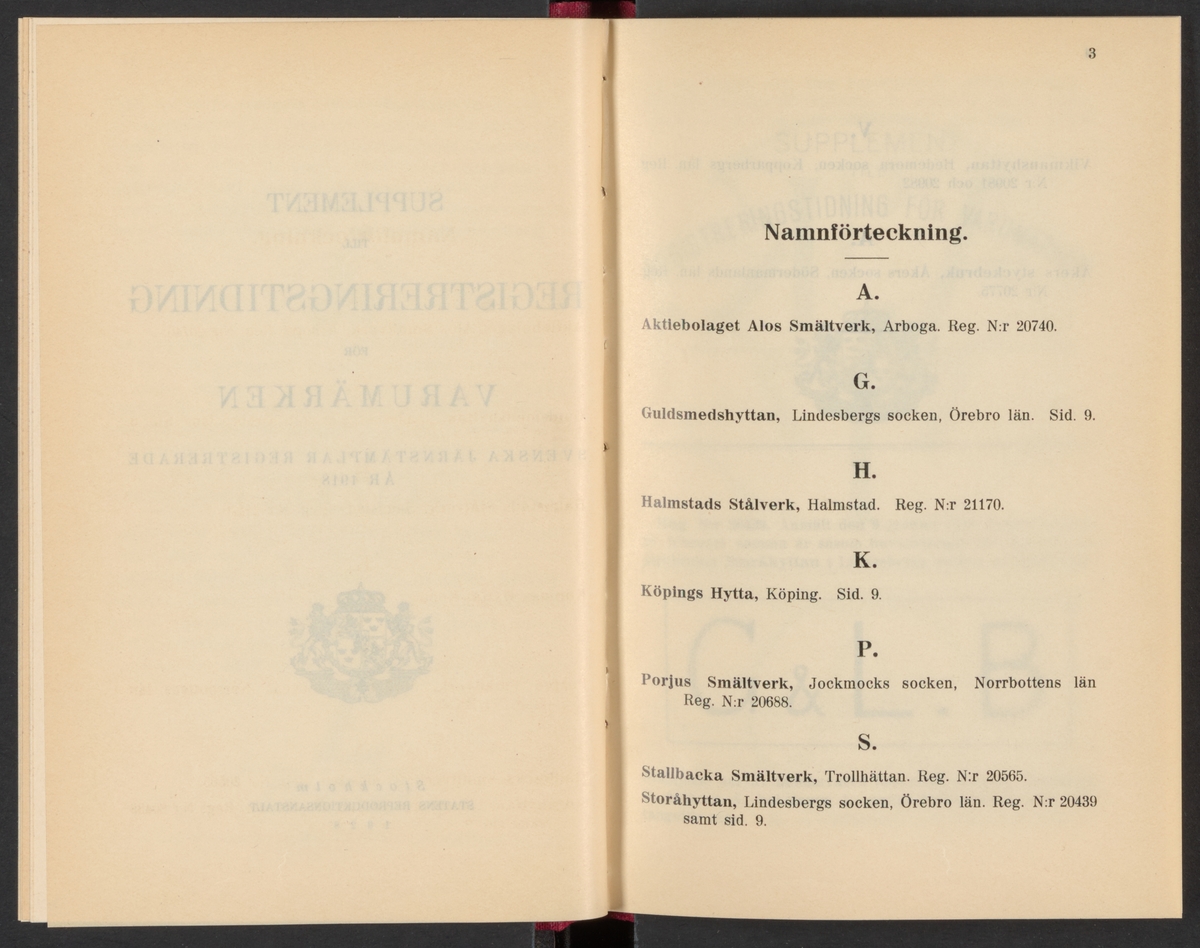 3
Namnförteckning.
A.
Aktiebolaget Alos Smältverk, Arboga. Reg. N:r 20740.
G.
Guldsmedshyttan, Lindesbergs socken, Örebro län. Sid. 9.
H.
Halmstads Stålverk, Halmstad. Reg. N:r 21170.
K.
Köpings Hytta, Köping. Sid. 9.
P.
Porjus Smältverk, Jockmocks socken, Norrbottens län
Reg. N:r 20688.
S.
Stallbacka Smältverk, Trollhättan. Reg. N:r 20565.
Storåhyttan, Lindesbergs socken, Örebro län. Reg. N:r 20439
samt sid. 9.